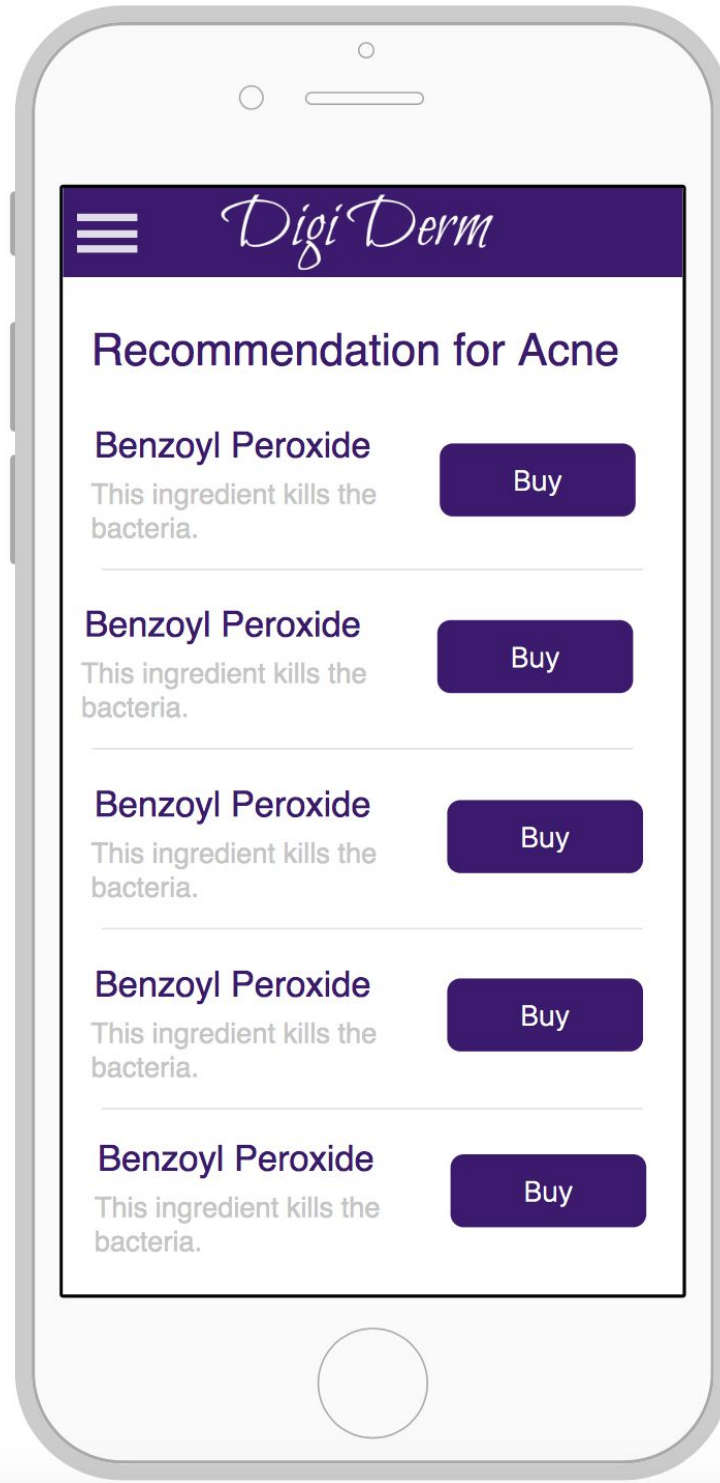 Digi Derm
Recommendation for Acne
Benzoyl Peroxide
This ingredient kills the
bacteria.
Buy
Benzoyl Peroxide
This ingredient kills the
bacteria.
Buy
Benzoyl Peroxide
This ingredient kills the
bacteria.
Buy
Benzoyl Peroxide
This ingredient kills the
bacteria.
Buy
Benzoyl Peroxide
This ingredient kills the
bacteria.
Buy